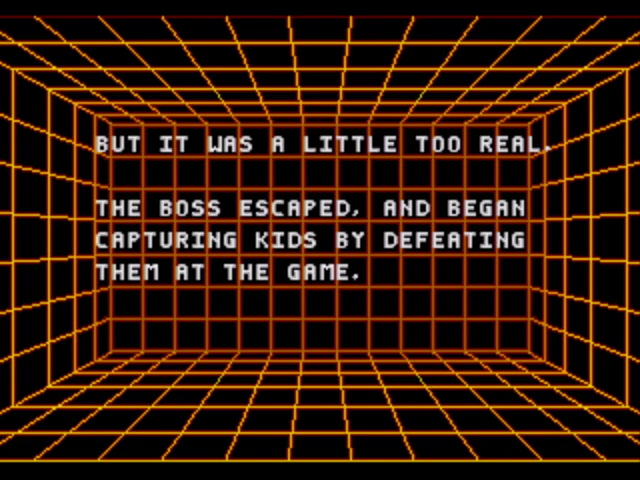 BUT IT WAS A LITTLE TOO REAL.
THE BOSS ESCAPED, AND BEGAN
CAPTURING KIDS BY DEFEATING
THEM AT THE GAME.